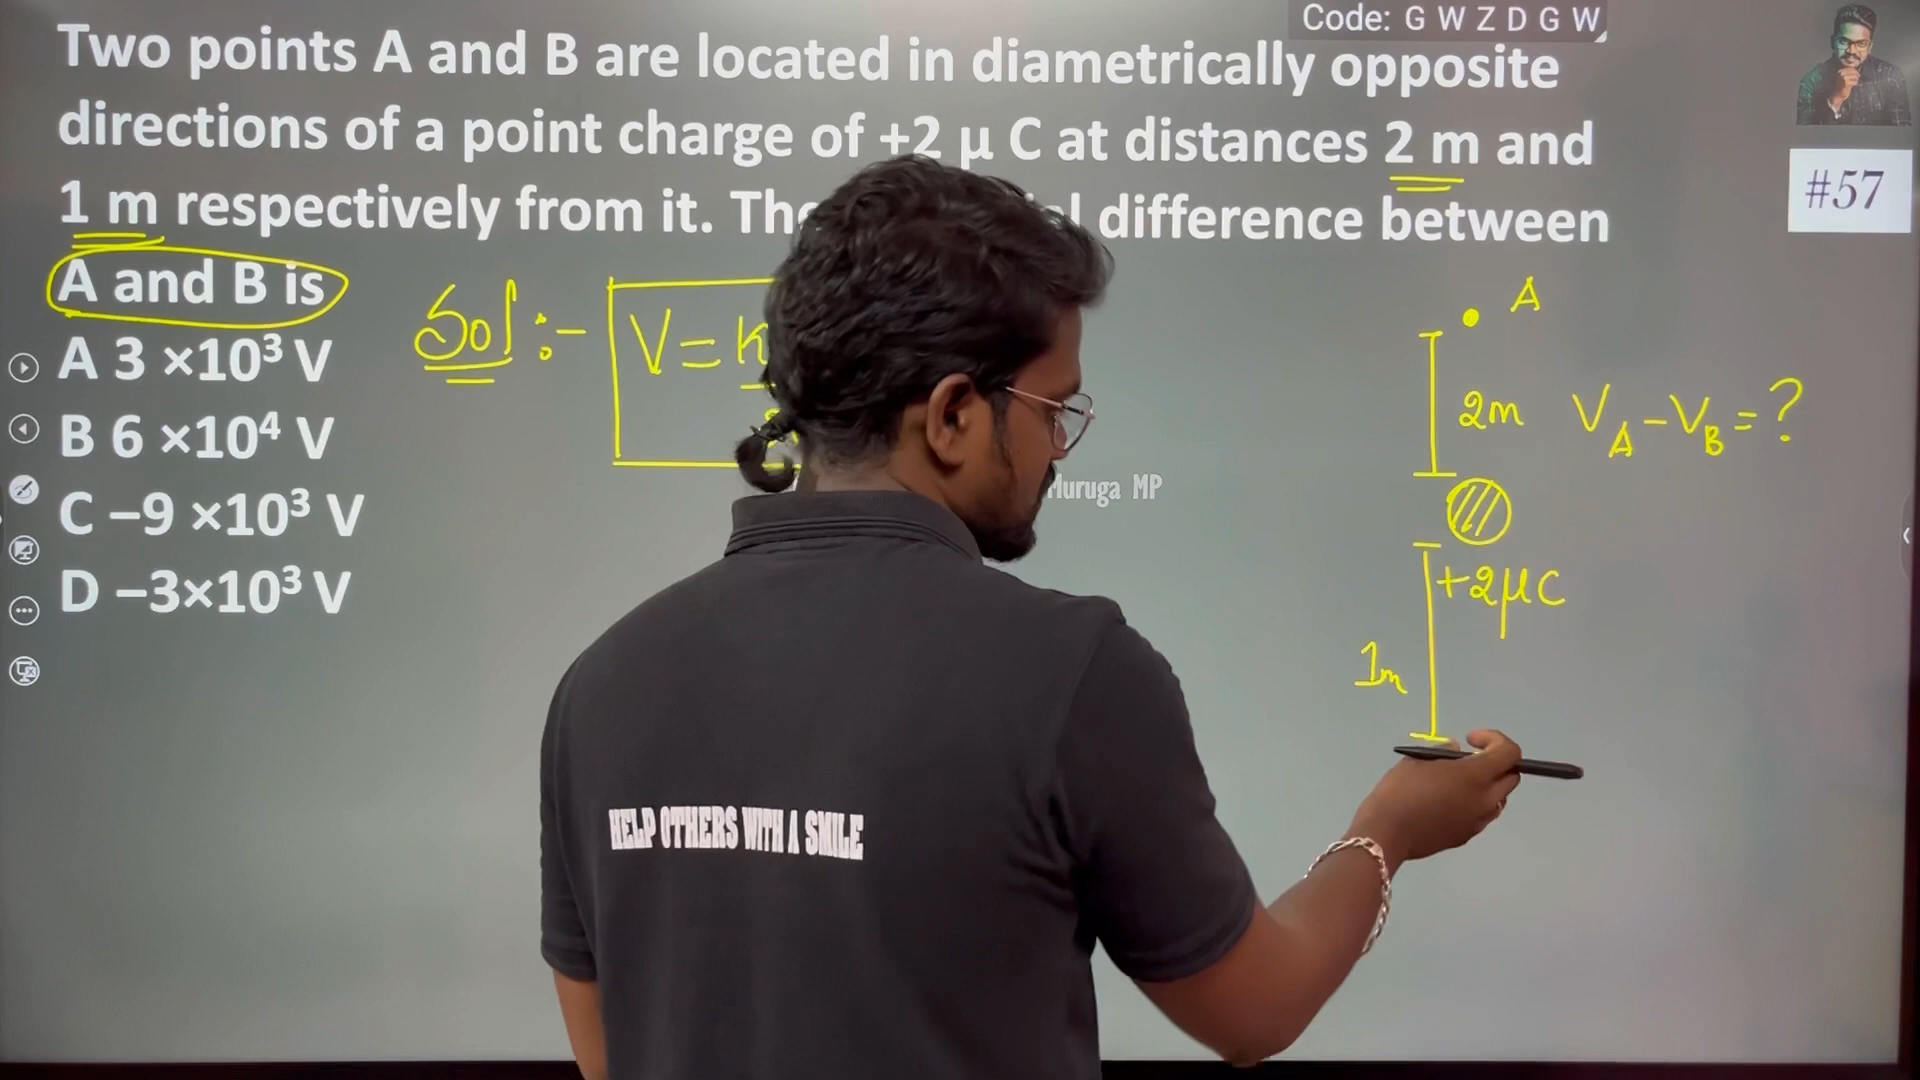 Code: G W Z D G W
Two points A and B are located in diametrically opposite
directions of a point charge of +2 μ C at distances 2 m and
1 m respectively from it. The difference between
A and B is
A 3 ×10³ V
B 6 ×10⁴ V
C −9 ×10³ V
D −3×10³ V
#57
Sol :-
V = k
A
2m
V_A - V_B = ?
+2μC
1m
Muruga MP
HELP OTHERS WITH A SMILE